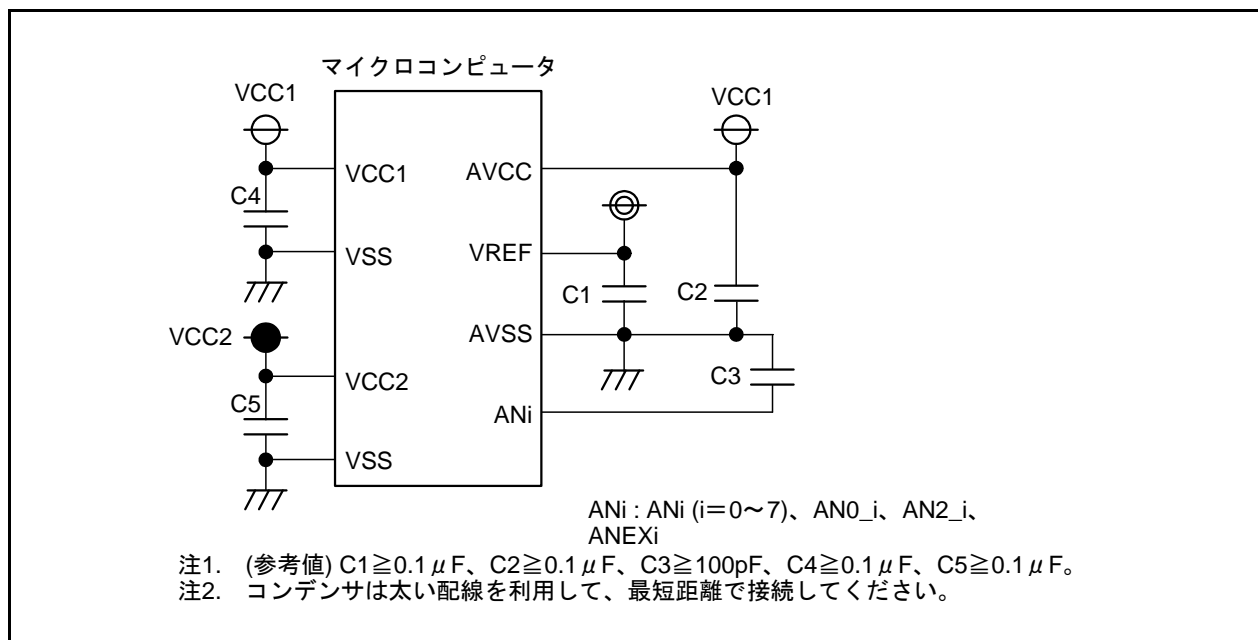 マイクロコンピュータ
VCC1
VCC1
VCC1
AVCC
C4
VSS
VREF
C1
C2
VCC2
AVSS
VCC2
C3
C5
ANi
VSS
ANi : ANi (i=0～7)、AN0_i、AN2_i、
ANEXi
注1. (参考値) C1≧0.1μF、C2≧0.1μF、C3≧100pF、C4≧0.1μF、C5≧0.1μF。
注2. コンデンサは太い配線を利用して、最短距離で接続してください。